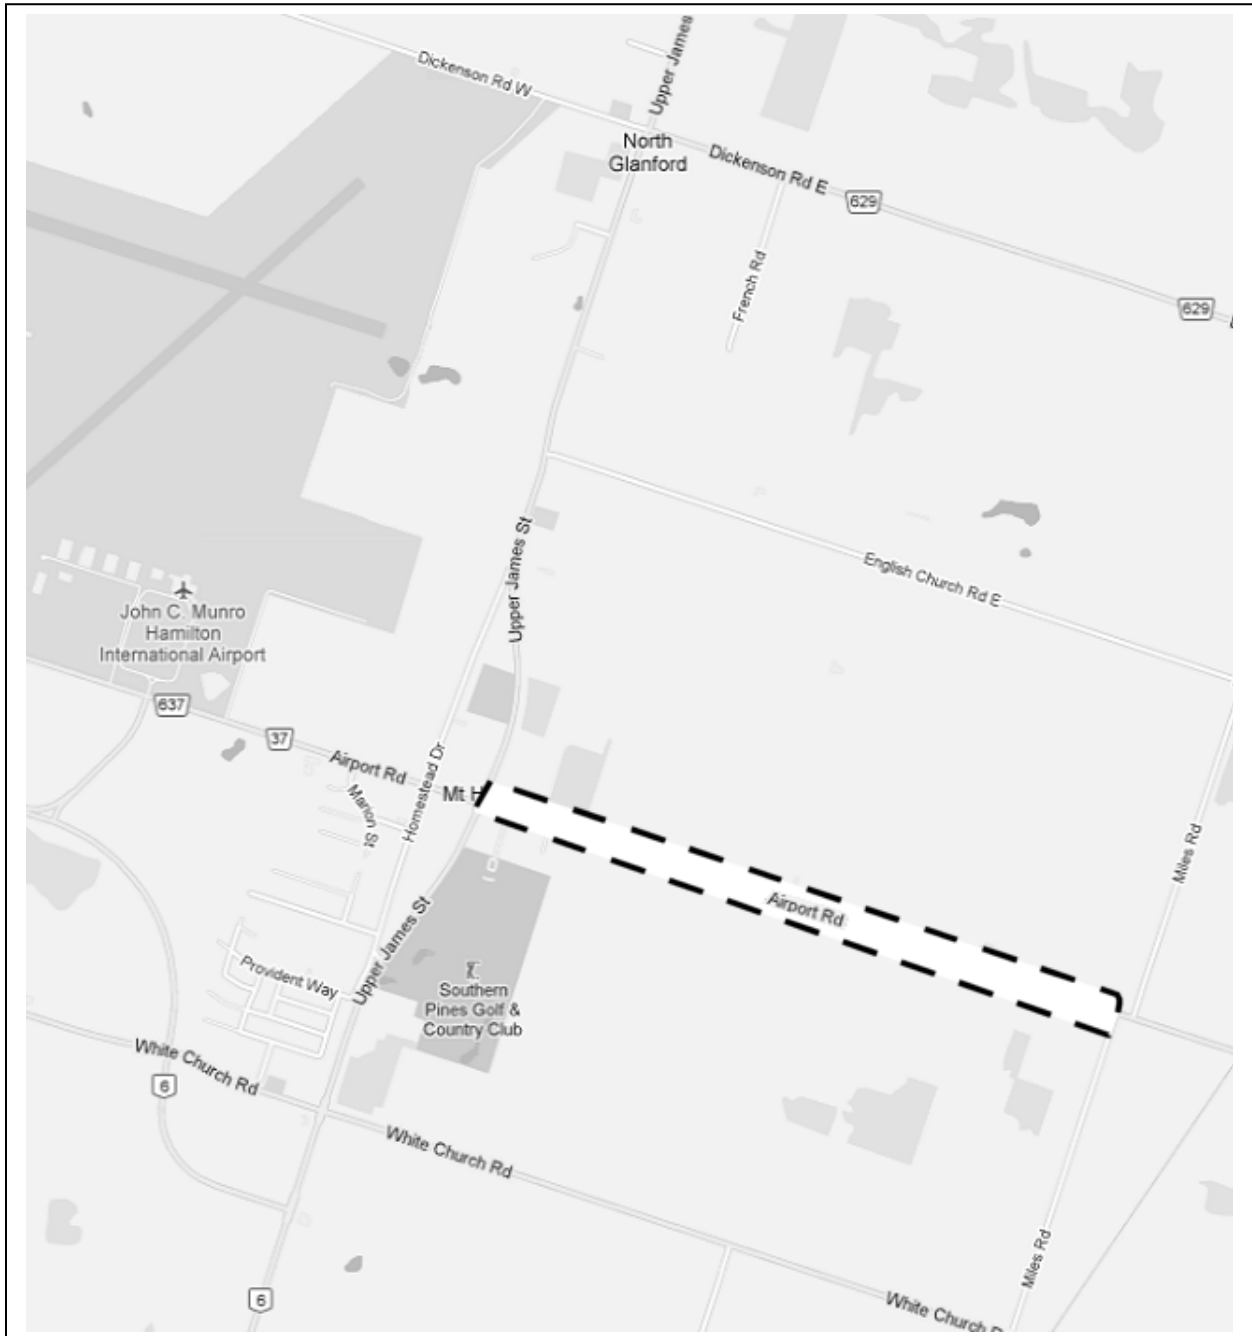 Upper James
Dickenson Rd W
North
Glanford
Dickenson Rd E
629
French Rd
629
Upper James St
English Church Rd E
John C. Munro
Hamilton
International Airport
637
37
Airport Rd
Homestead Dr
Mt H
Marion St
Miles Rd
Airport Rd
Upper James St
Provident Way
Southern
Pines Golf &
Country Club
White Church Rd
6
White Church Rd
Miles Rd
6
White Church R